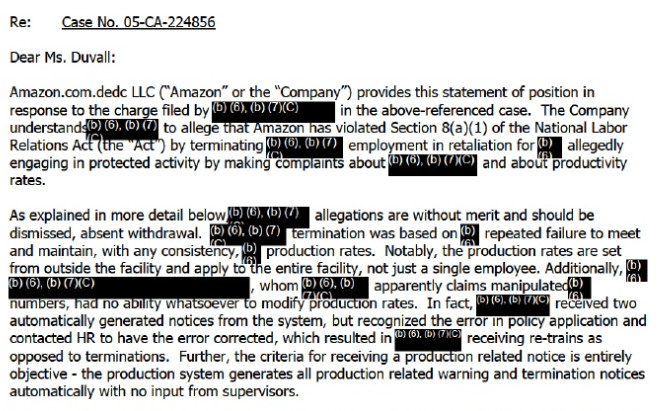 Re: Case No. 05-CA-224856
Dear Ms. Duvall:
Amazon.com.dedc LLC (“Amazon” or the “Company”) provides this statement of position in
response to the charge filed by (b) (6), (b) (7)(C) in the above-referenced case. The Company
understands (b) (6), (b) (7)(C) to allege that Amazon has violated Section 8(a)(1) of the National Labor
Relations Act (the “Act”) by terminating (b) (6), (b) (7)(C) employment in retaliation for (b) (6) allegedly
engaging in protected activity by making complaints about (b) (6), (b) (7)(C) and about productivity
rates.
As explained in more detail below (b) (6), (b) (7)(C) allegations are without merit and should be
dismissed, absent withdrawal. (b) (6), (b) (7)(C) termination was based on (b) (6) repeated failure to meet
and maintain, with any consistency, (b) (6) production rates. Notably, the production rates are set
from outside the facility and apply to the entire facility, not just a single employee. Additionally, (b) (6)
(b) (6), (b) (7)(C) , whom (b) (6), (b) (7)(C) apparently claims manipulated (b) (6)
numbers, had no ability whatsoever to modify production rates. In fact, (b) (6), (b) (7)(C) received two
automatically generated notices from the system, but recognized the error in policy application and
contacted HR to have the error corrected, which resulted in (b) (6), (b) (7)(C) receiving re-trains as
opposed to terminations. Further, the criteria for receiving a production related notice is entirely
objective - the production system generates all production related warning and termination notices
automatically with no input from supervisors.